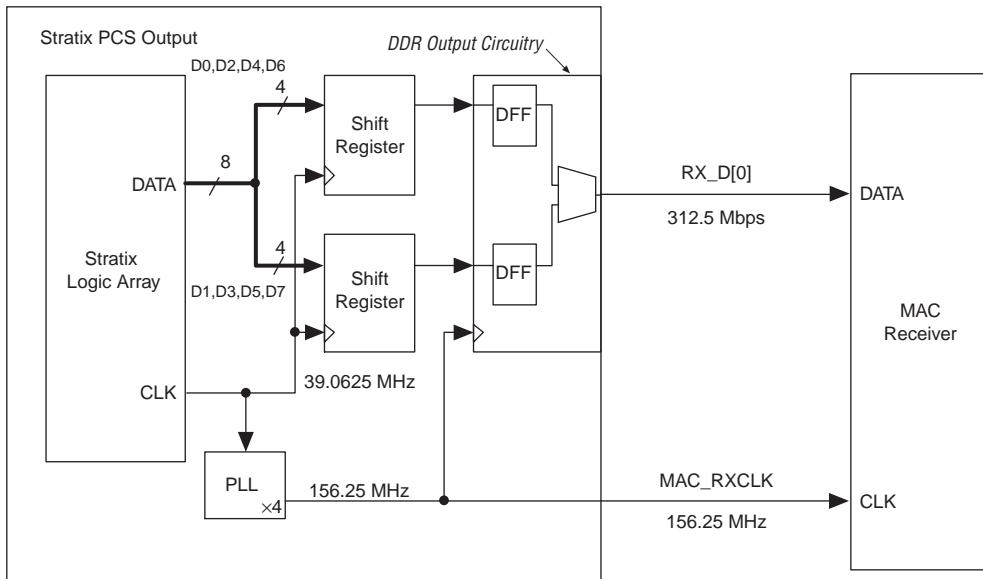 Stratix PCS Output
DDR Output Circuitry
D0,D2,D4,D6
4
DFF
Shift
Register
8
DATA
RX_D[0]
DATA
312.5 Mbps
4
DFF
Stratix
Logic Array
D1,D3,D5,D7
Shift
Register
MAC
Receiver
39.0625 MHz
CLK
PLL
×4
156.25 MHz
MAC_RXCLK
CLK
156.25 MHz